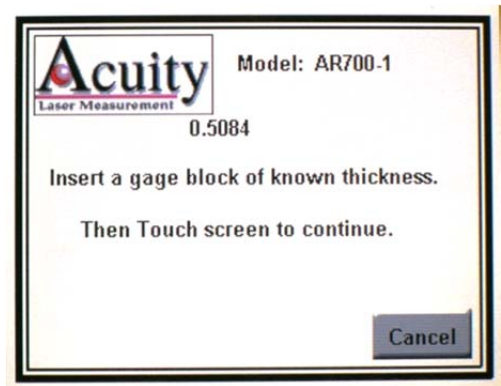 Acuity
Laser Measurement
Model: AR700-1
0.5084
Insert a gage block of known thickness.
Then Touch screen to continue.
Cancel